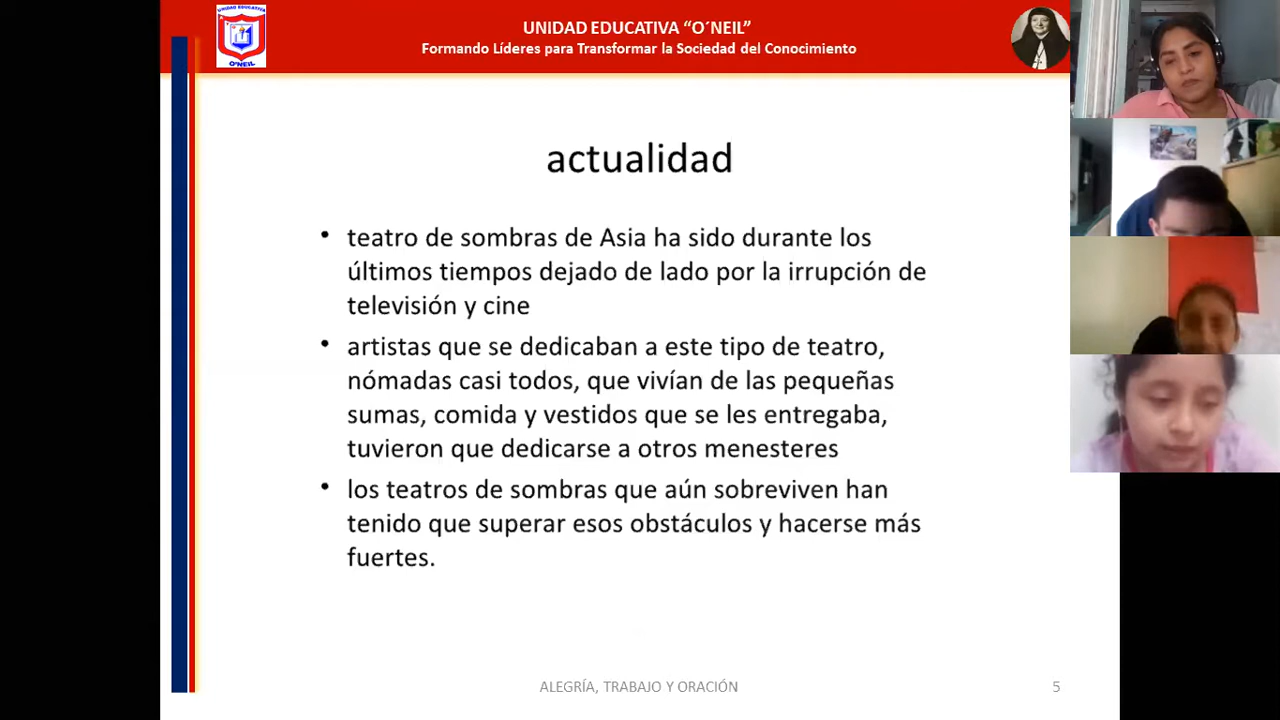 UNIDAD EDUCATIVA
O'NEIL
UNIDAD EDUCATIVA “O´NEIL”
Formando Líderes para Transformar la Sociedad del Conocimiento
actualidad
• teatro de sombras de Asia ha sido durante los
últimos tiempos dejado de lado por la irrupción de
televisión y cine
• artistas que se dedicaban a este tipo de teatro,
nómadas casi todos, que vivían de las pequeñas
sumas, comida y vestidos que se les entregaba,
tuvieron que dedicarse a otros menesteres
• los teatros de sombras que aún sobreviven han
tenido que superar esos obstáculos y hacerse más
fuertes.
ALEGRÍA, TRABAJO Y ORACIÓN
5